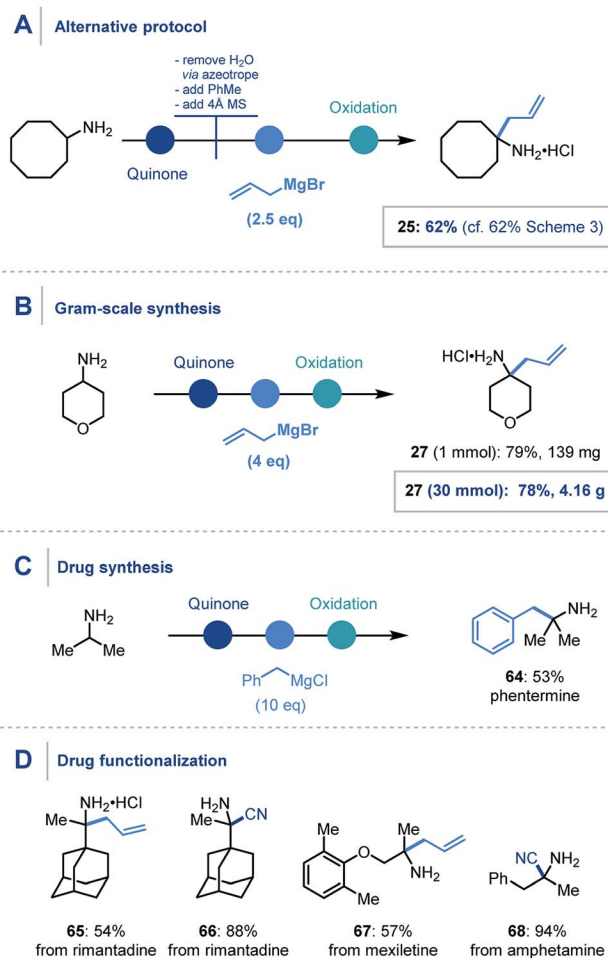 A
Alternative protocol
- remove H2O
via azeotrope
- add PhMe
- add 4Å MS
NH2
Quinone
Oxidation
MgBr
(2.5 eq)
NH2•HCl
25: 62% (cf. 62% Scheme 3)
B
Gram-scale synthesis
NH2
O
Quinone
Oxidation
MgBr
(4 eq)
HCl•H2N
O
27 (1 mmol): 79%, 139 mg
27 (30 mmol): 78%, 4.16 g
C
Drug synthesis
NH2
Me Me
Quinone
Oxidation
Ph MgCl
(10 eq)
NH2
Me Me
64: 53%
phentermine
D
Drug functionalization
NH2•HCl
Me
65: 54%
from rimantadine
H2N
Me CN
66: 88%
from rimantadine
Me
O
Me
Me
NH2
67: 57%
from mexiletine
NC NH2
Ph Me
68: 94%
from amphetamine